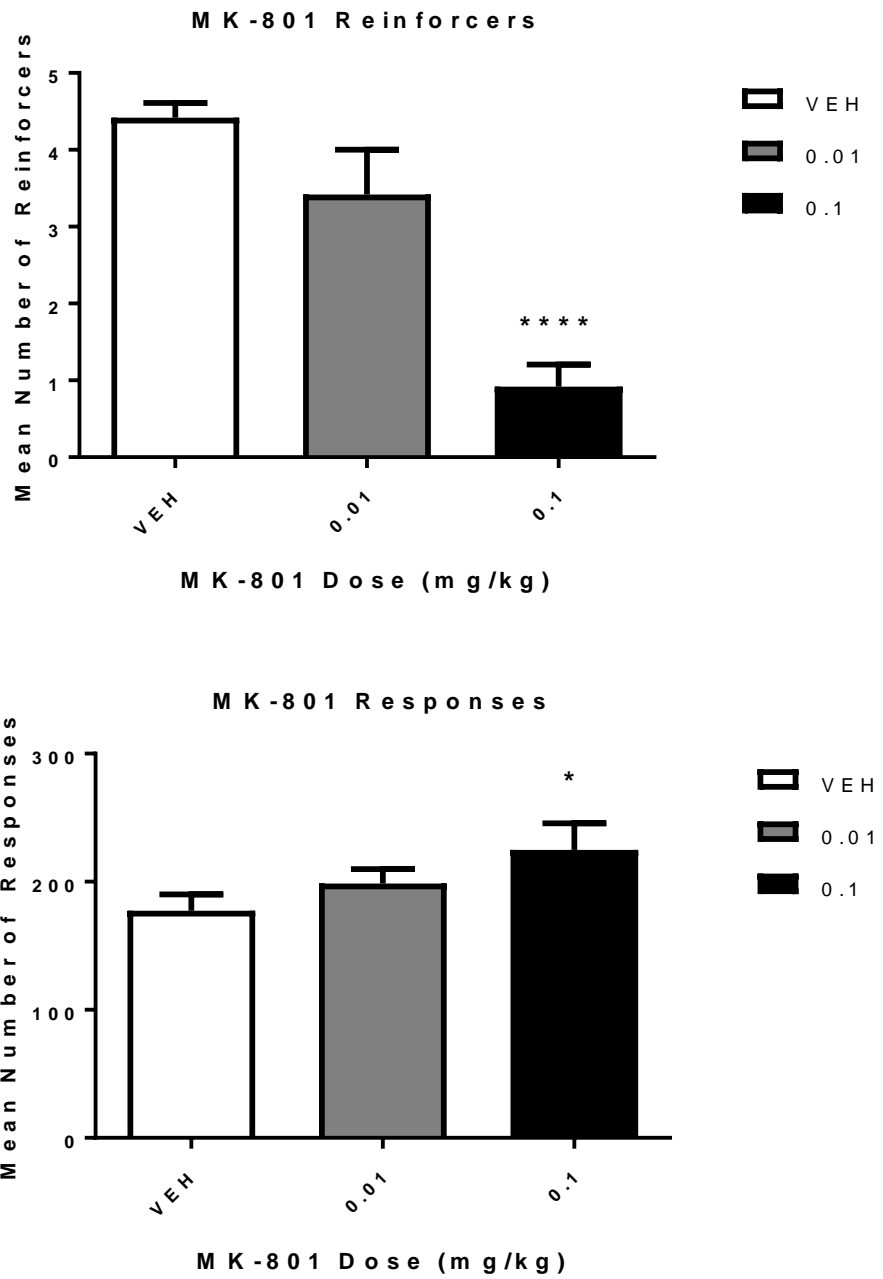 MK-801 Reinforcers
Mean Number of Reinforcers
5
4
3
2
1
0
****
VEH
0.01
0.1
MK-801 Dose (mg/kg)
VEH
0.01
0.1
MK-801 Responses
Mean Number of Responses
300
200
100
0
*
VEH
0.01
0.1
MK-801 Dose (mg/kg)
VEH
0.01
0.1